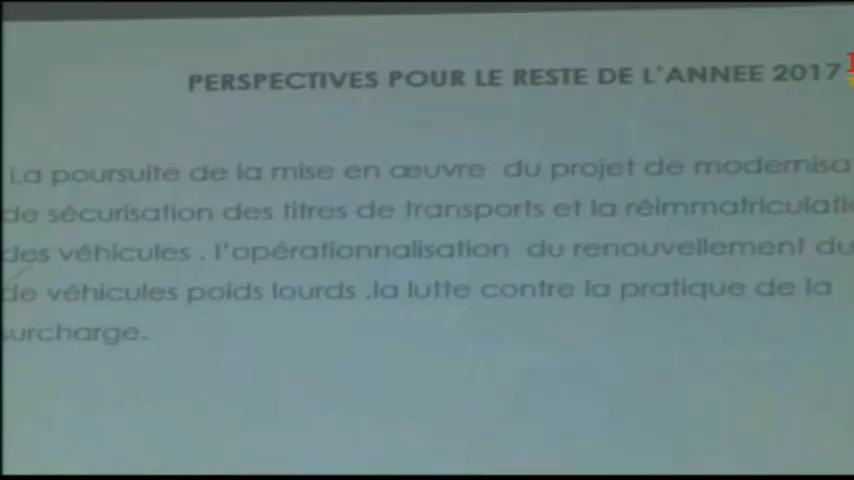 PERSPECTIVES POUR LE RESTE DE L'ANNEE 2017
La poursuite de la mise en œuvre du projet de modernisa
de sécurisation des titres de transports et la réimmatriculati
des véhicules . l'opérationnalisation du renouvellement du
de véhicules poids lourds ,la lutte contre la pratique de la
urcharge.